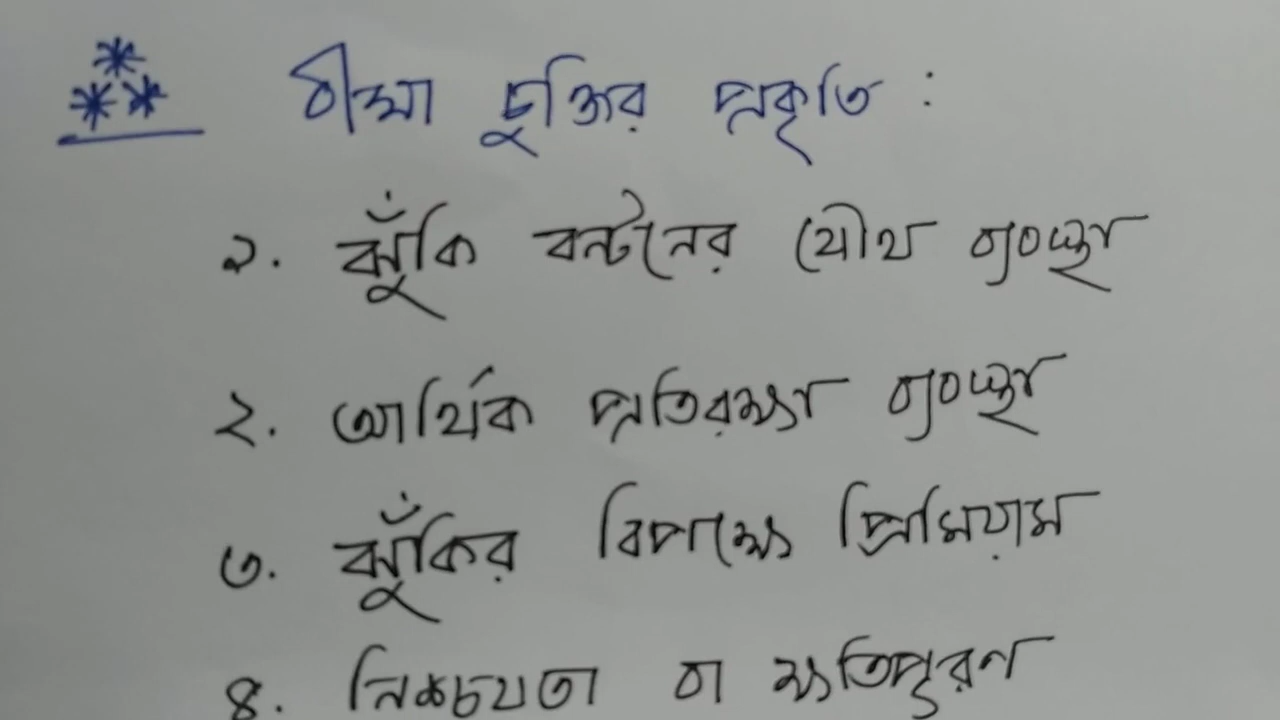 বীমা চুক্তির প্রকৃতি :
১. ঝুঁকি বন্টনের যৌথ ব্যবস্থা
২. আর্থিক প্রতিরক্ষা ব্যবস্থা
৩. ঝুঁকির বিপক্ষে প্রিমিয়াম
৪. নিশ্চয়তা বা ক্ষতিপূরণ